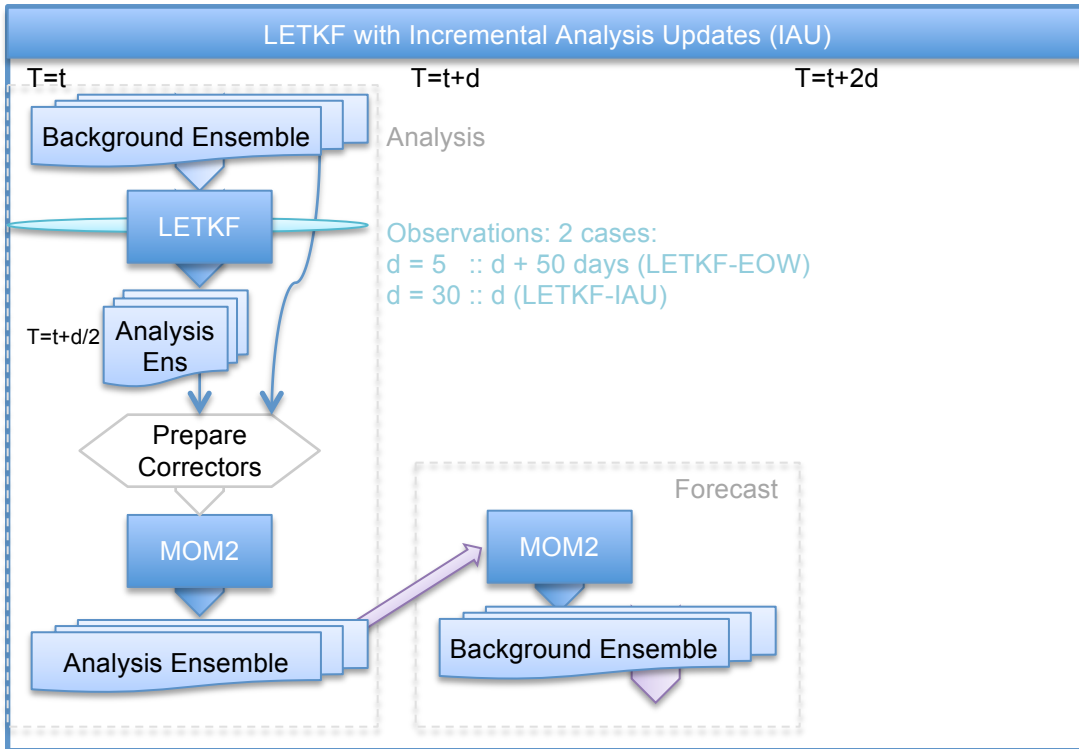 LETKF with Incremental Analysis Updates (IAU)
T=t
T=t+d
T=t+2d
Background Ensemble
Analysis
LETKF
Observations: 2 cases:
d = 5 :: d + 50 days (LETKF-EOW)
d = 30 :: d (LETKF-IAU)
T=t+d/2
Analysis
Ens
Prepare
Correctors
Forecast
MOM2
MOM2
Analysis Ensemble
Background Ensemble